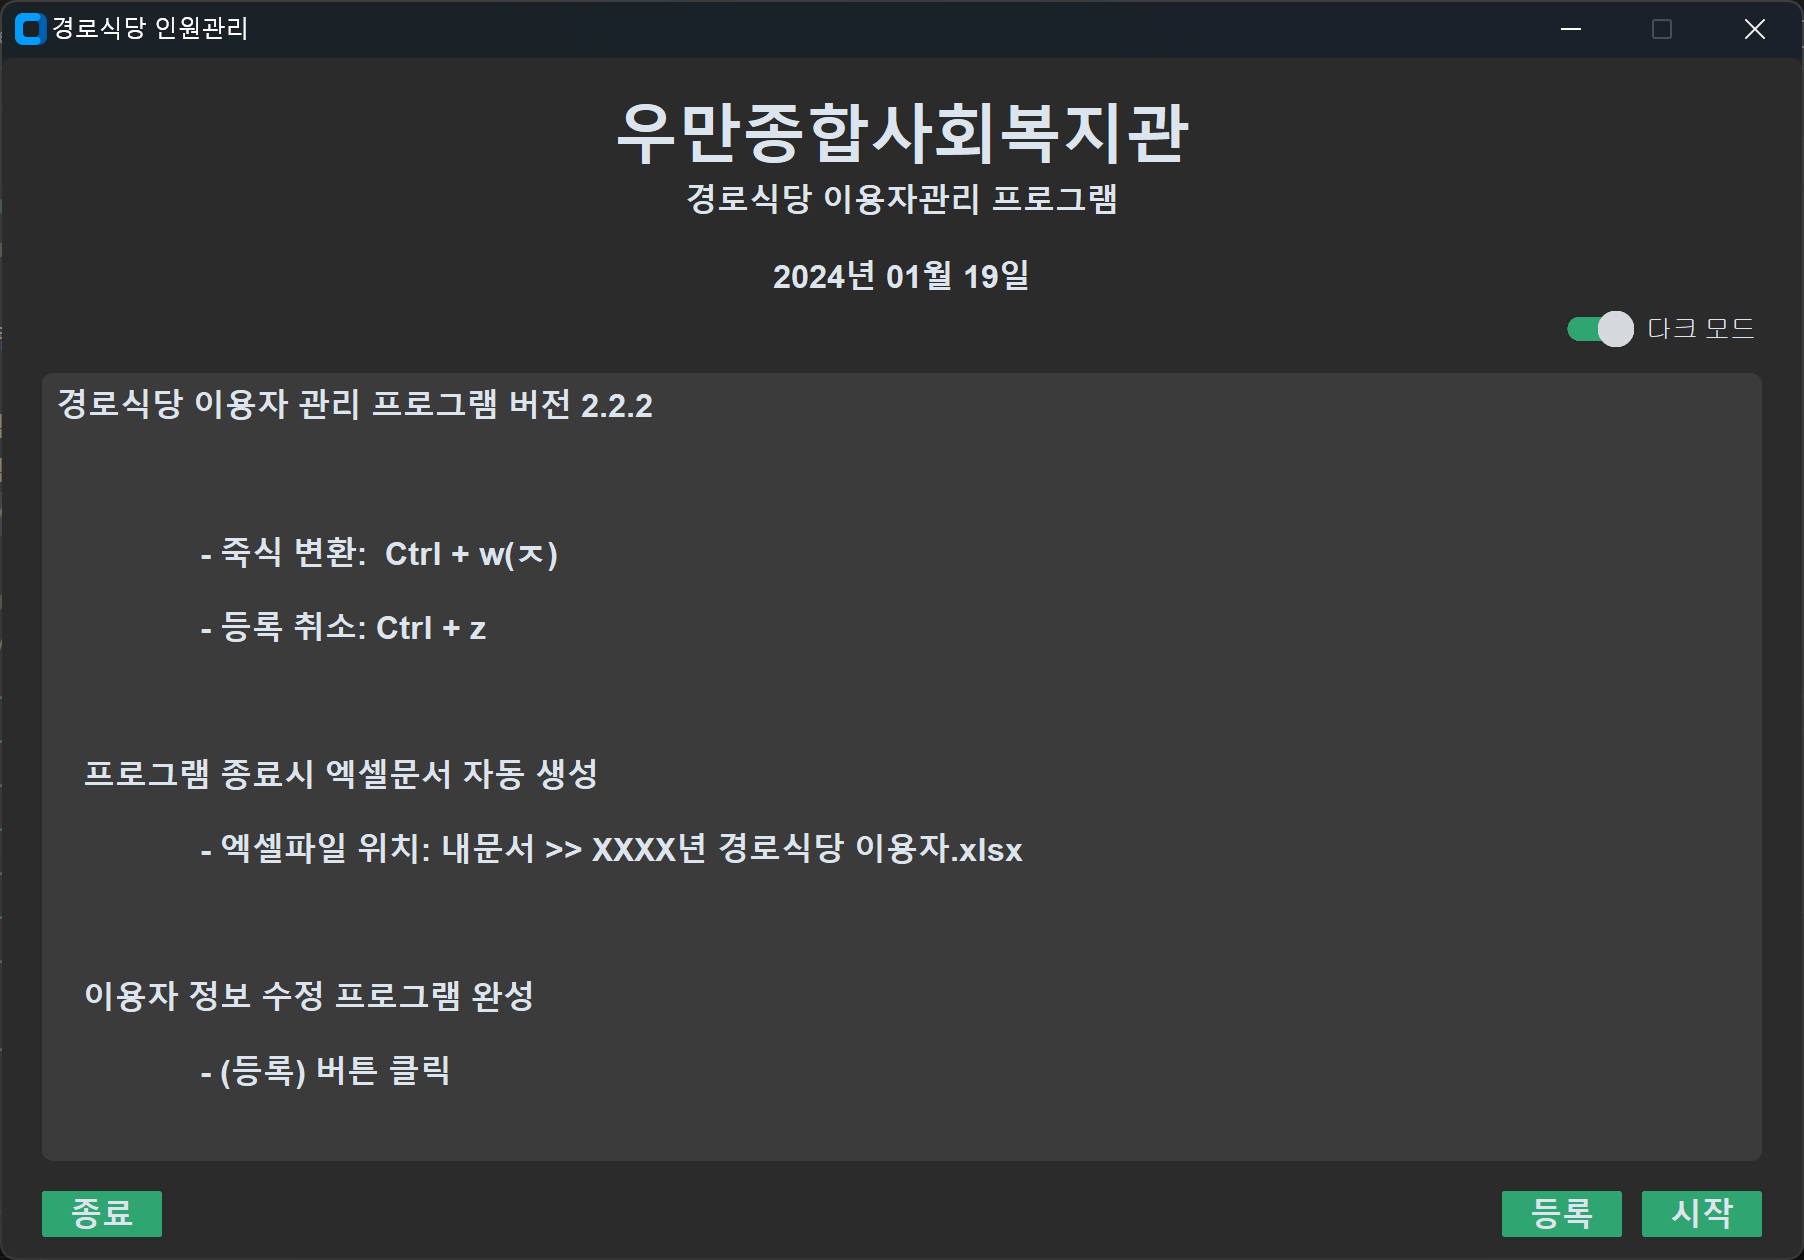 경로식당 인원관리
우만종합사회복지관
경로식당 이용자관리 프로그램
2024년 01월 19일
다크 모드
경로식당 이용자 관리 프로그램 버전 2.2.2
- 죽식 변환:  Ctrl + w(ㅈ)
- 등록 취소: Ctrl + z
프로그램 종료시 엑셀문서 자동 생성
- 엑셀파일 위치: 내문서 >> XXXX년 경로식당 이용자.xlsx
이용자 정보 수정 프로그램 완성
- (등록) 버튼 클릭
종료
등록
시작